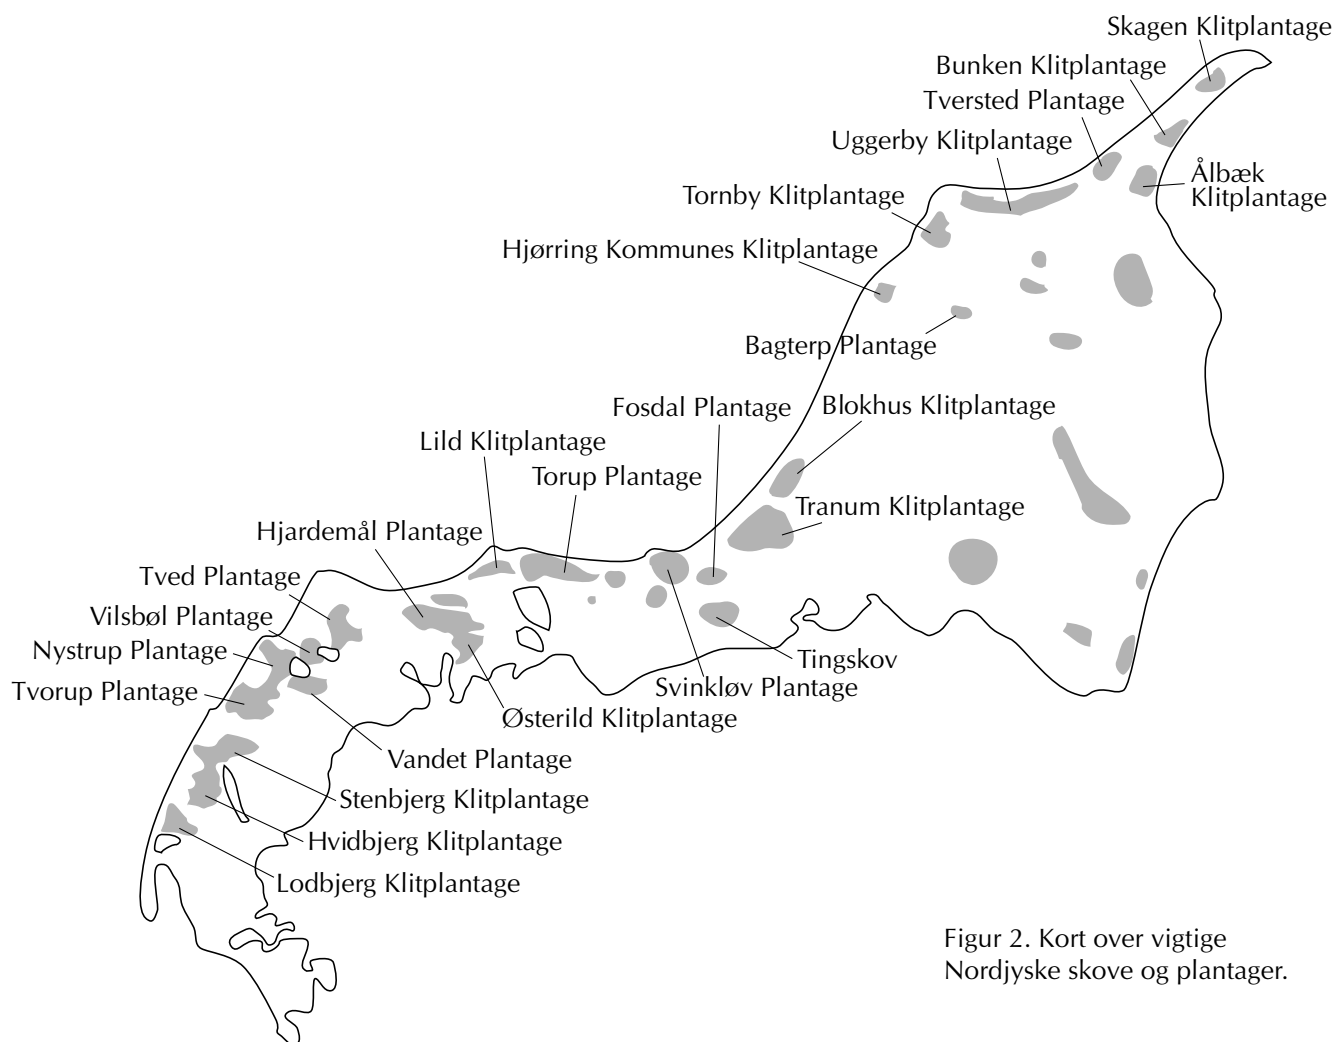 Skagen Klitplantage
Bunken Klitplantage
Tversted Plantage
Uggerby Klitplantage
Ålbæk
Klitplantage
Tornby Klitplantage
Hjørring Kommunes Klitplantage
Bagterp Plantage
Fosdal Plantage
Blokhus Klitplantage
Lild Klitplantage
Torup Plantage
Tranum Klitplantage
Hjardemål Plantage
Tved Plantage
Vilsbøl Plantage
Nystrup Plantage
Tingskov
Tvorup Plantage
Svinkløv Plantage
Østerild Klitplantage
Vandet Plantage
Stenbjerg Klitplantage
Hvidbjerg Klitplantage
Lodbjerg Klitplantage
Figur 2. Kort over vigtige
Nordjyske skove og plantager.